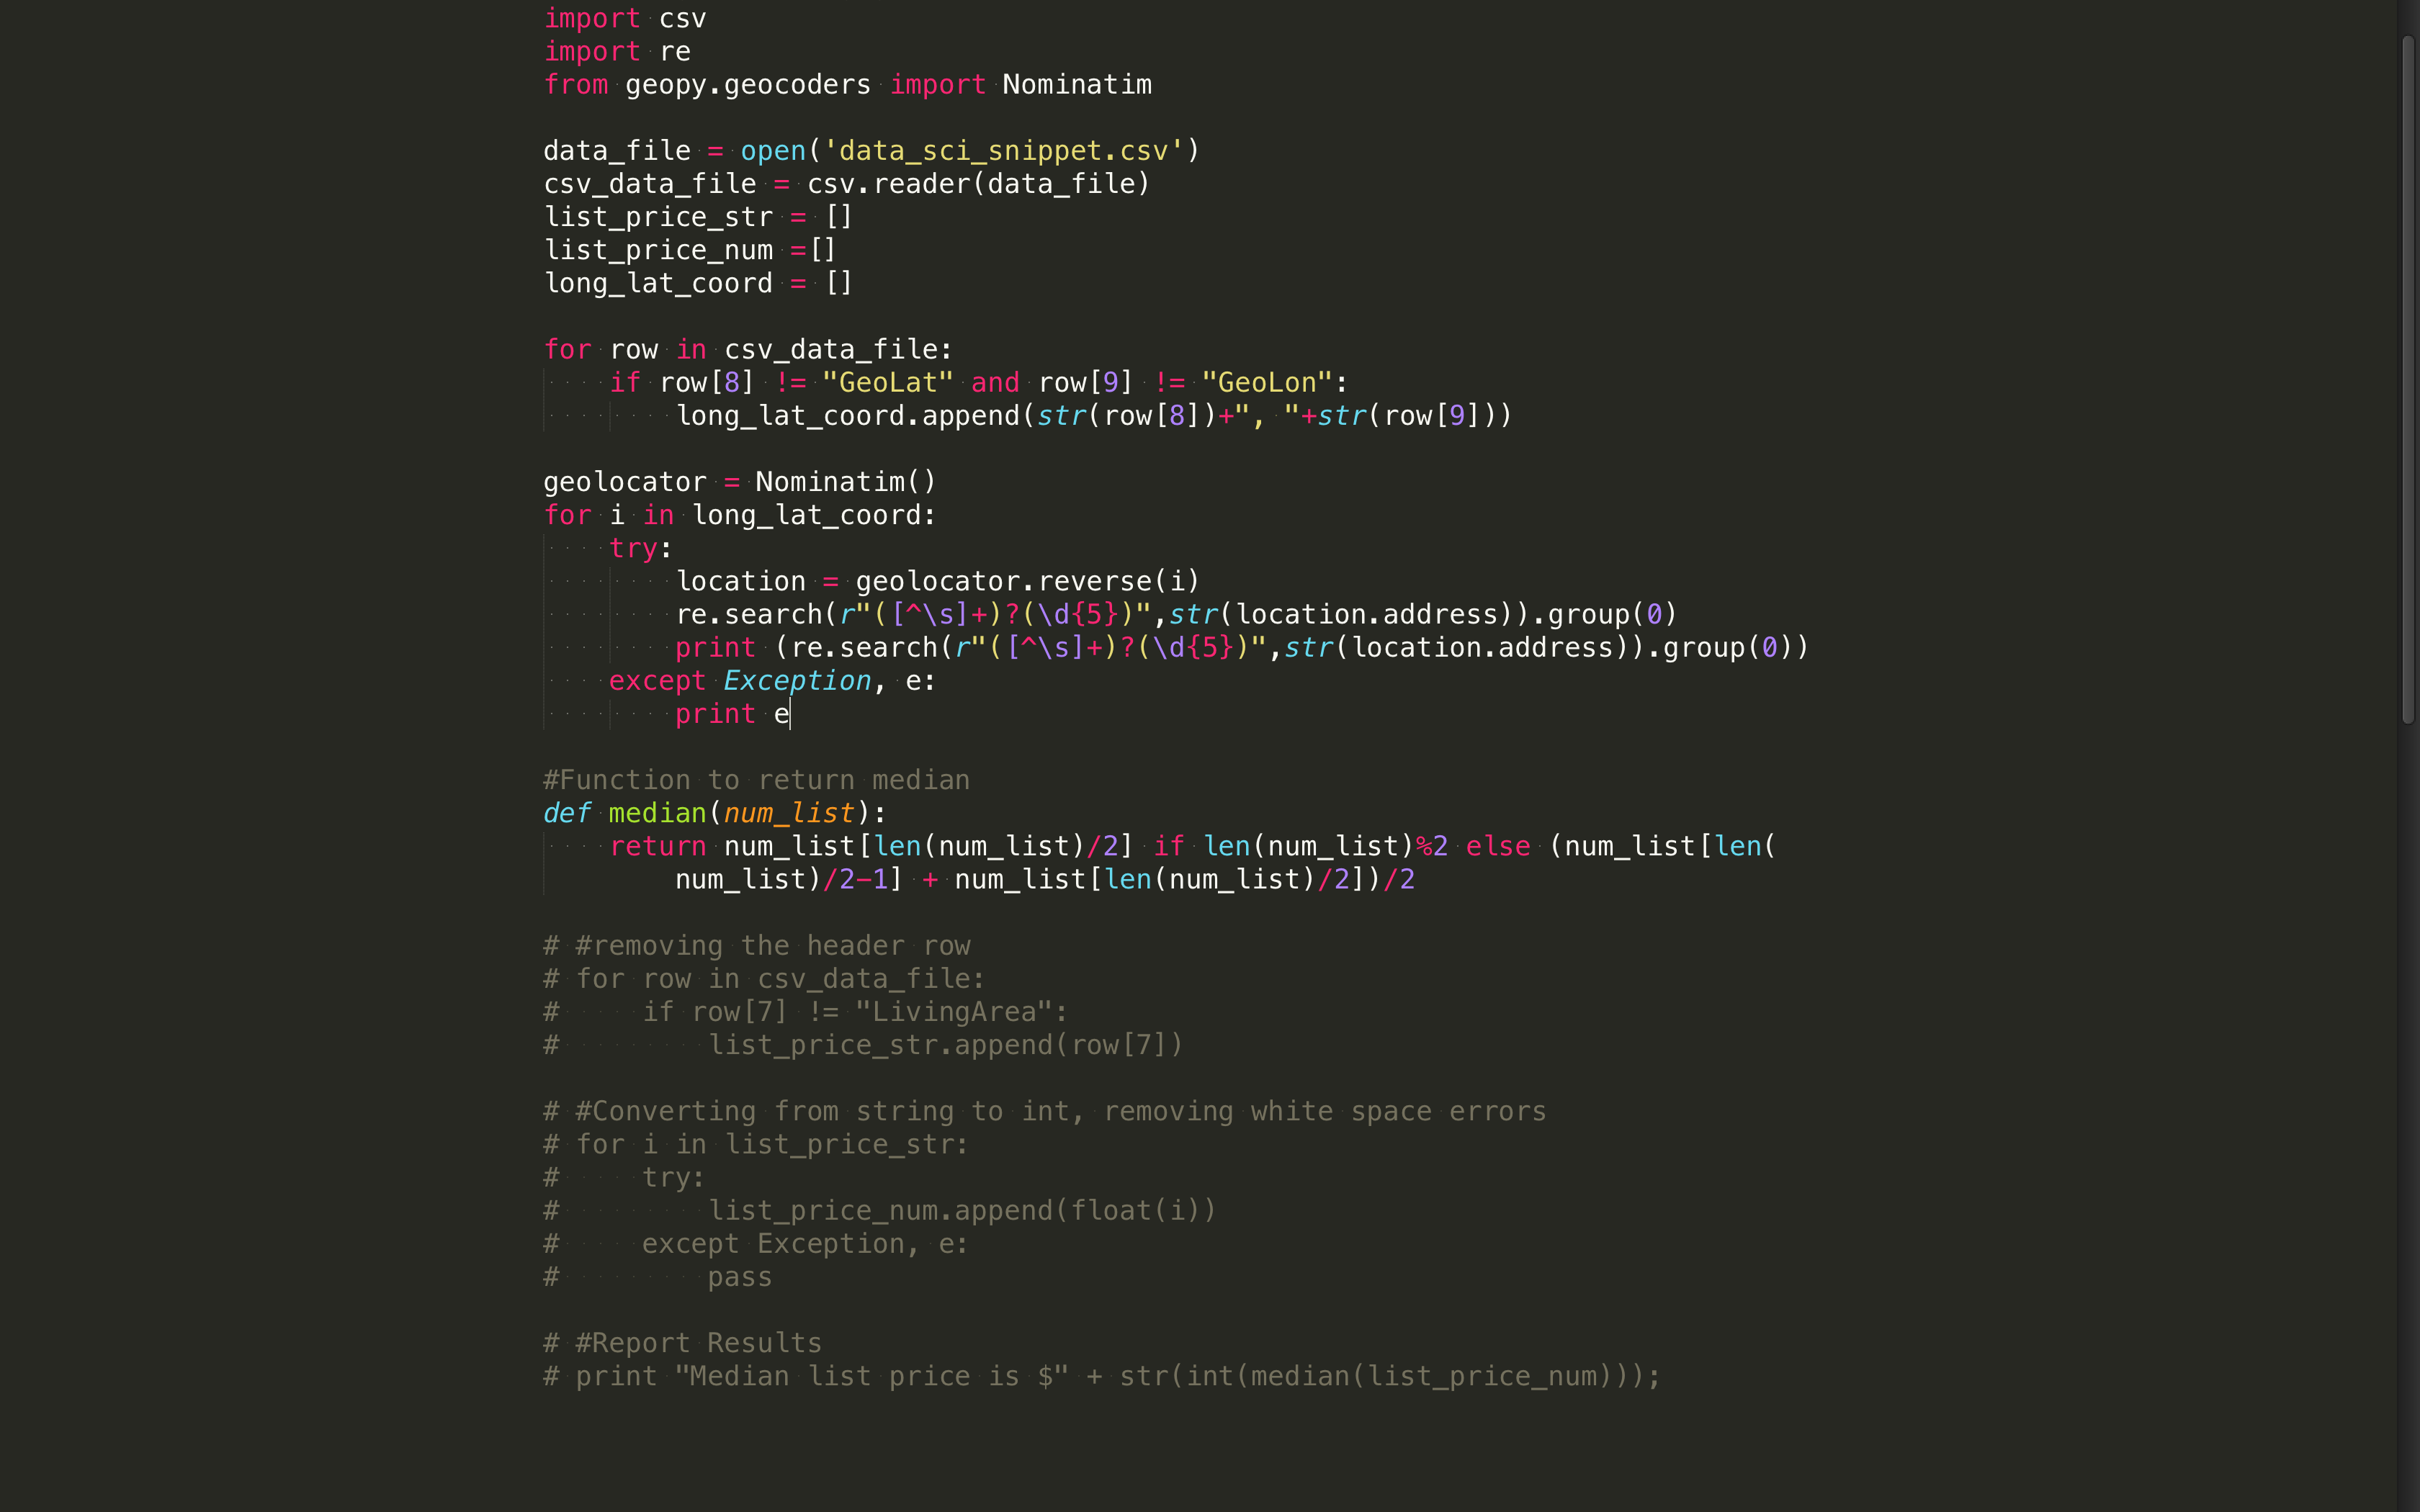 import csv
import re
from geopy.geocoders import Nominatim

data_file = open('data_sci_snippet.csv')
csv_data_file = csv.reader(data_file)
list_price_str = []
list_price_num =[]
long_lat_coord = []

for row in csv_data_file:
    if row[8] != "GeoLat" and row[9] != "GeoLon":
        long_lat_coord.append(str(row[8])+", "+str(row[9]))

geolocator = Nominatim()
for i in long_lat_coord:
    try:
        location = geolocator.reverse(i)
        re.search(r"([^\s]+)?(\d{5})",str(location.address)).group(0)
        print (re.search(r"([^\s]+)?(\d{5})",str(location.address)).group(0))
    except Exception, e:
        print e

#Function to return median
def median(num_list):
    return num_list[len(num_list)/2] if len(num_list)%2 else (num_list[len(
        num_list)/2-1] + num_list[len(num_list)/2])/2

# #removing the header row
# for row in csv_data_file:
#     if row[7] != "LivingArea":
#         list_price_str.append(row[7])

# #Converting from string to int, removing white space errors
# for i in list_price_str:
#     try:
#         list_price_num.append(float(i))
#     except Exception, e:
#         pass

# #Report Results
# print "Median list price is $" + str(int(median(list_price_num)));